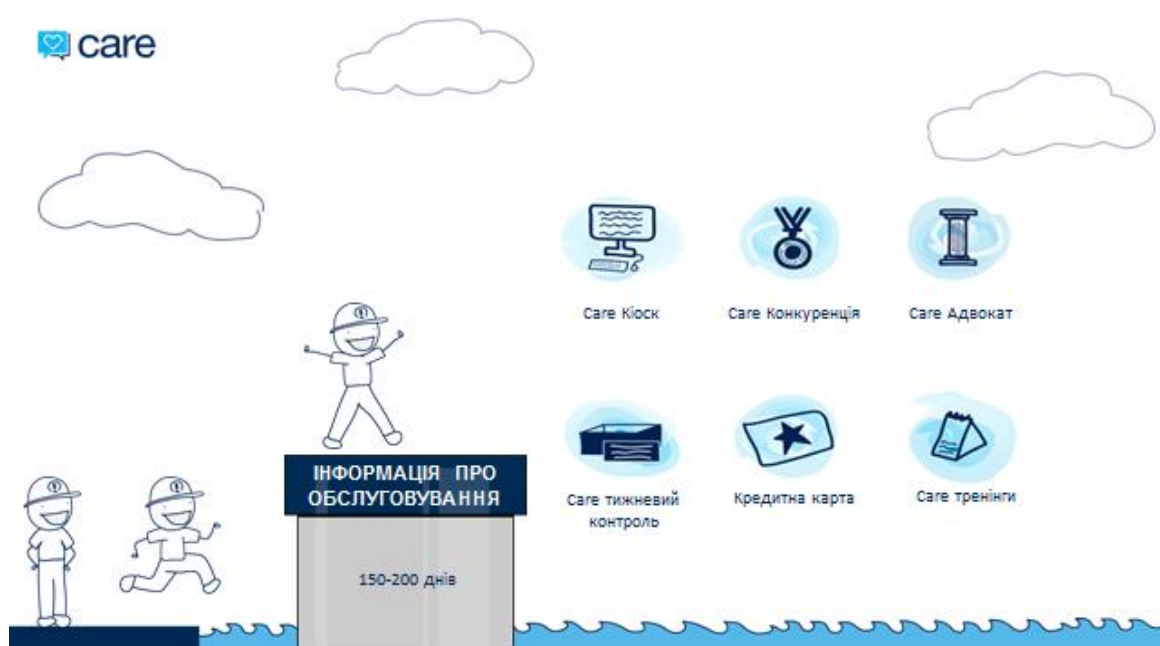 care
Care Кіоск
Care Конкуренція
Care Адвокат
ІНФОРМАЦІЯ ПРО
ОБСЛУГОВУВАННЯ
Care тижневий
контроль
Кредитна карта
Care тренінги
150-200 днів